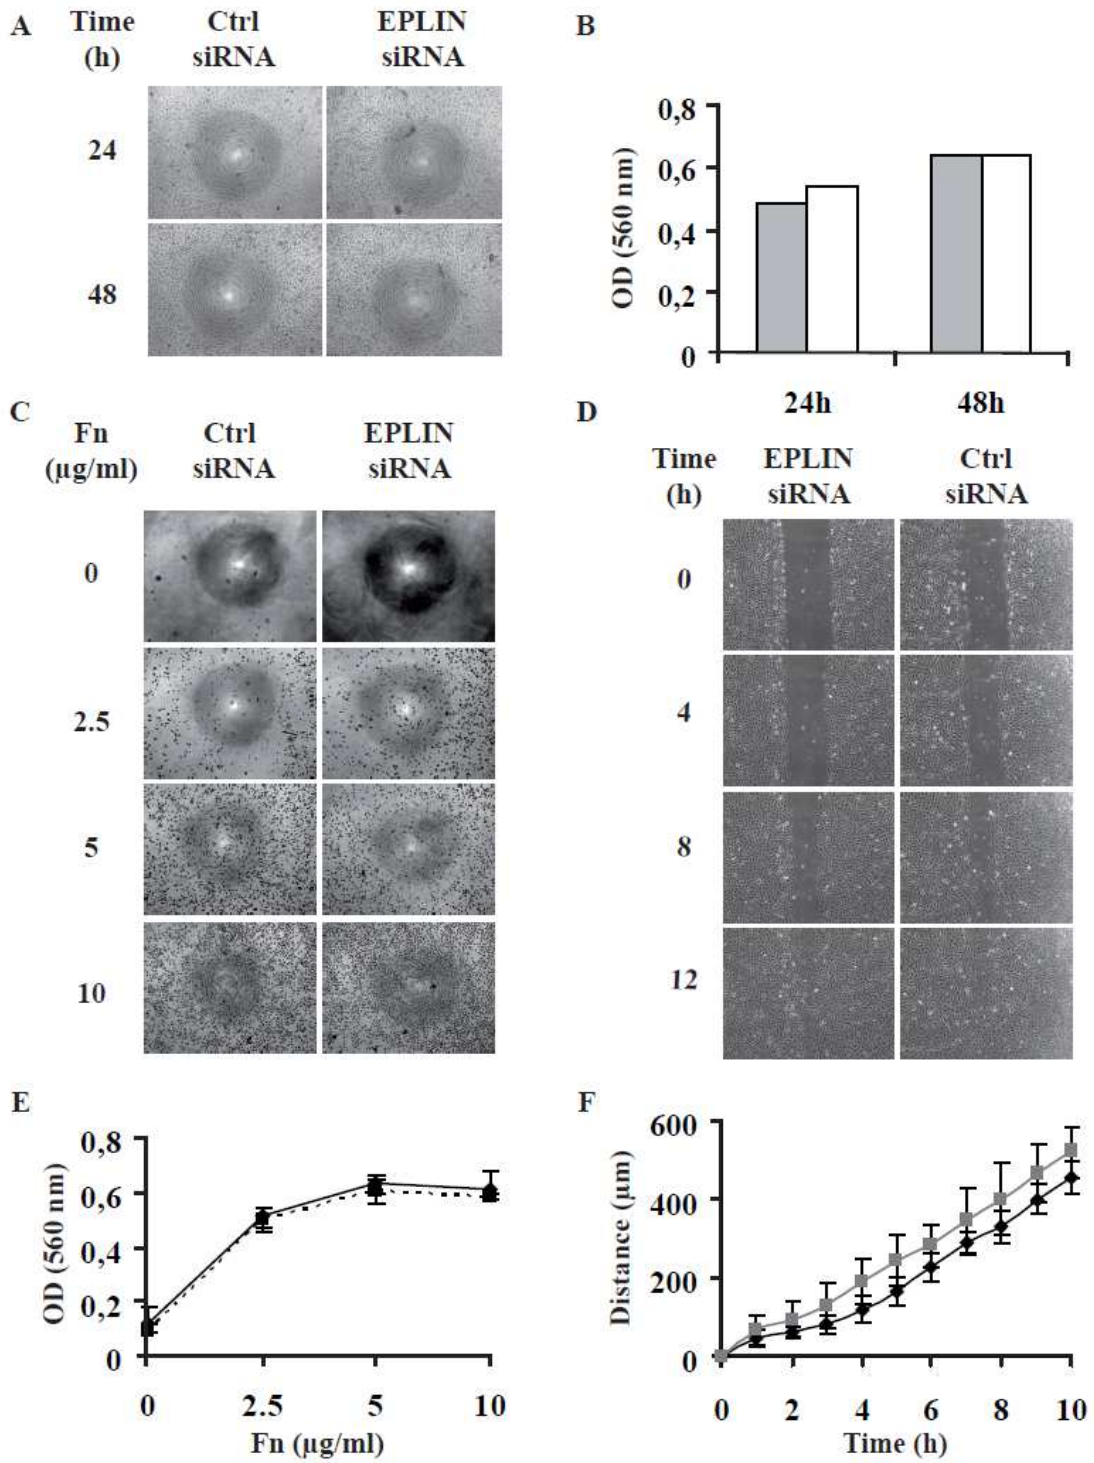 A
Time (h)
Ctrl siRNA
EPLIN siRNA
24
48
B
OD (560 nm)
0,8
0,6
0,4
0,2
0
24h
48h
C
Fn (µg/ml)
Ctrl siRNA
EPLIN siRNA
0
2.5
5
10
D
Time (h)
EPLIN siRNA
Ctrl siRNA
0
4
8
12
E
OD (560 nm)
0,8
0,6
0,4
0,2
0
0 2.5 5 10
Fn (µg/ml)
F
Distance (µm)
600
400
200
0
0 2 4 6 8 10
Time (h)